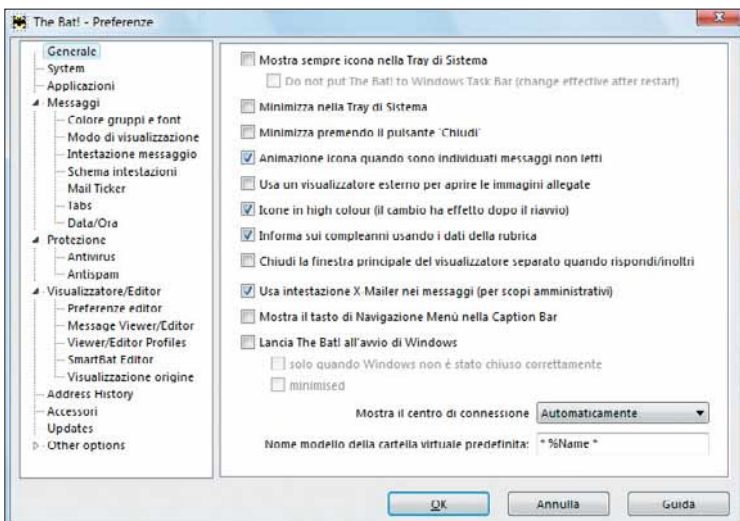 The Bat! - Preferenze
Generale
System
Applicazioni
Messaggi
Colore gruppi e font
Modo di visualizzazione
Intestazione messaggio
Schema intestazioni
Mail Ticker
Tabs
Data/Ora
Protezione
Antivirus
Antispam
Visualizzatore/Editor
Preferenze editor
Message Viewer/Editor
Viewer/Editor Profiles
SmartBat Editor
Visualizzazione origine
Address History
Accessori
Updates
Other options
Mostra sempre icona nella Tray di Sistema
Do not put The Bat! to Windows Task Bar (change effective after restart)
Minimizza nella Tray di Sistema
Minimizza premendo il pulsante 'Chiudi'
Animazione icona quando sono individuati messaggi non letti
Usa un visualizzatore esterno per aprire le immagini allegate
Icone in high colour (il cambio ha effetto dopo il riavvio)
Informa sui compleanni usando i dati della rubrica
Chiudi la finestra principale del visualizzatore separato quando rispondi/inoltri
Usa intestazione X-Mailer nei messaggi (per scopi amministrativi)
Mostra il tasto di Navigazione Menù nella Caption Bar
Lancia The Bat! all'avvio di Windows
solo quando Windows non è stato chiuso correttamente
minimised
Mostra il centro di connessione Automaticamente
Nome modello della cartella virtuale predefinita: * %Name *
OK Annulla Guida